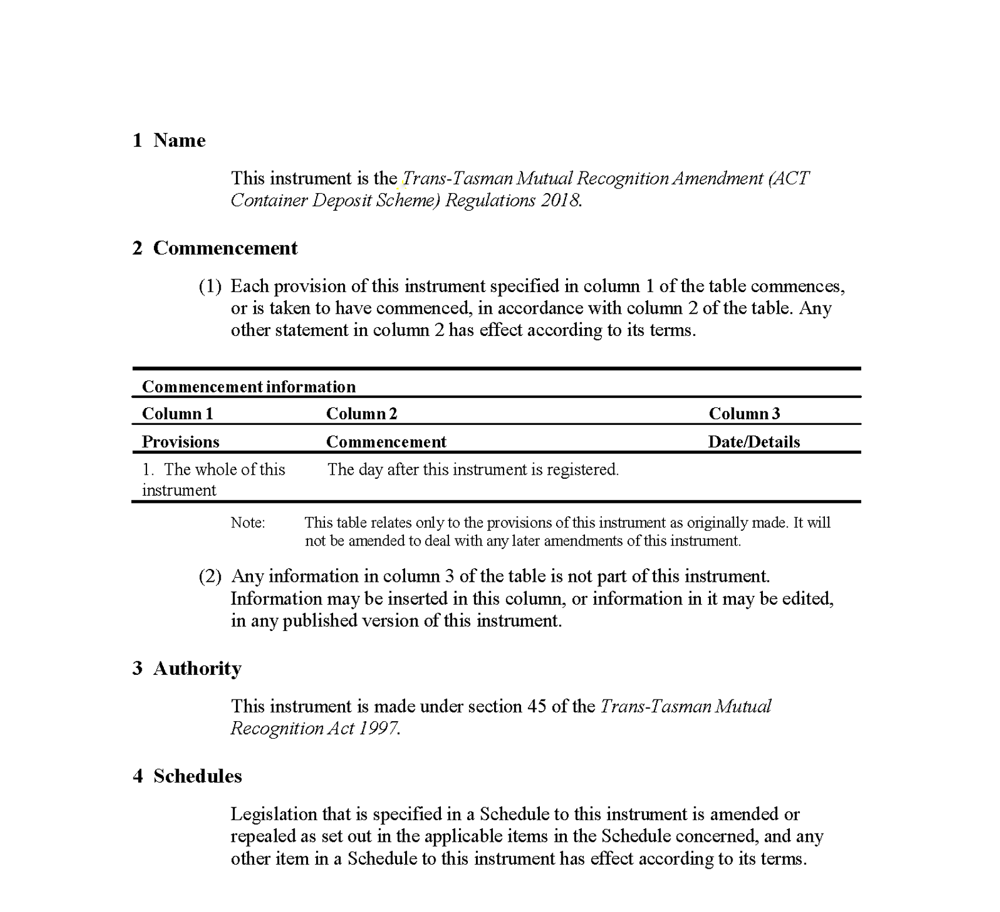 1 Name
This instrument is the Trans-Tasman Mutual Recognition Amendment (ACT
Container Deposit Scheme) Regulations 2018.
2 Commencement
(1) Each provision of this instrument specified in column 1 of the table commences,
or is taken to have commenced, in accordance with column 2 of the table. Any
other statement in column 2 has effect according to its terms.
Commencement information
Column 1 Column 2 Column 3
Provisions Commencement Date/Details
1. The whole of this The day after this instrument is registered.
instrument
Note: This table relates only to the provisions of this instrument as originally made. It will
not be amended to deal with any later amendments of this instrument.
(2) Any information in column 3 of the table is not part of this instrument.
Information may be inserted in this column, or information in it may be edited,
in any published version of this instrument.
3 Authority
This instrument is made under section 45 of the Trans-Tasman Mutual
Recognition Act 1997.
4 Schedules
Legislation that is specified in a Schedule to this instrument is amended or
repealed as set out in the applicable items in the Schedule concerned, and any
other item in a Schedule to this instrument has effect according to its terms.